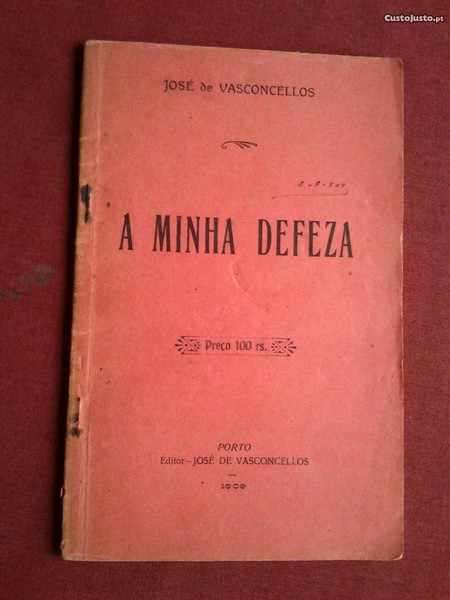 CustoJusto.pt
JOSÉ de VASCONCELLOS
A MINHA DEFEZA
Preço 100 rs.
PORTO
Editor—JOSÉ DE VASCONCELLOS
1909